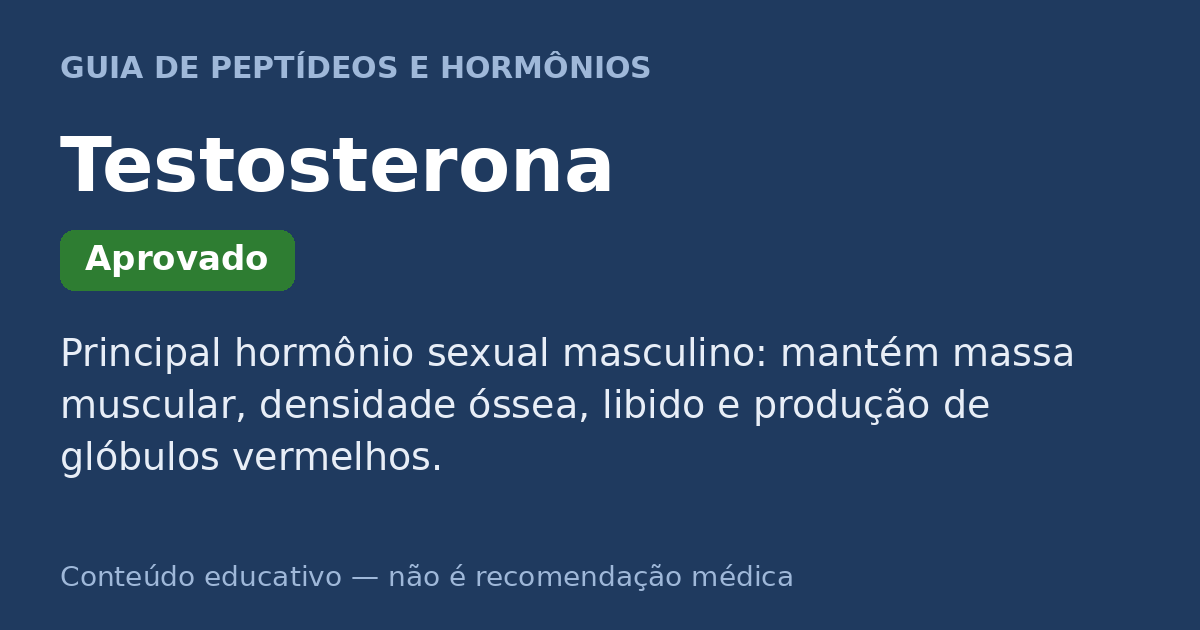 GUIA DE PEPTÍDEOS E HORMÔNIOS
Testosterona
Aprovado
Principal hormônio sexual masculino: mantém massa
muscular, densidade óssea, libido e produção de
glóbulos vermelhos.
Conteúdo educativo — não é recomendação médica